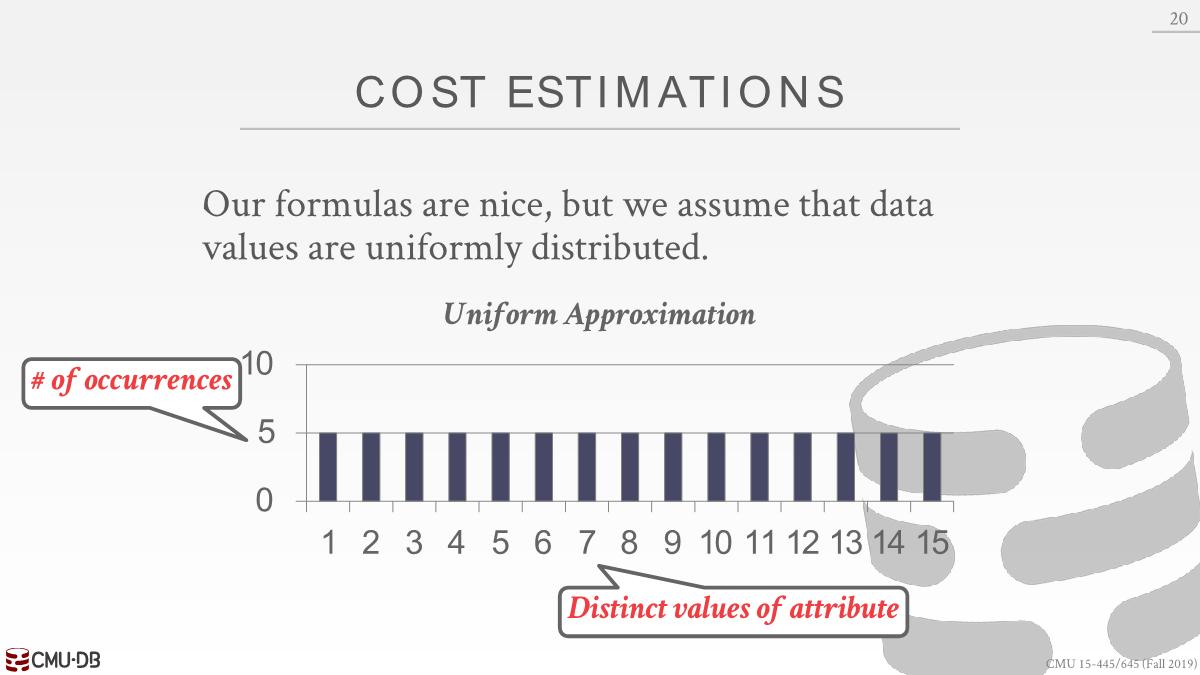 20
COST ESTIMATIONS
Our formulas are nice, but we assume that data
values are uniformly distributed.
Uniform Approximation
# of occurrences
10
5
0
1 2 3 4 5 6 7 8 9 10 11 12 13 14 15
Distinct values of attribute
CMU·DB
CMU 15-445/645 (Fall 2019)